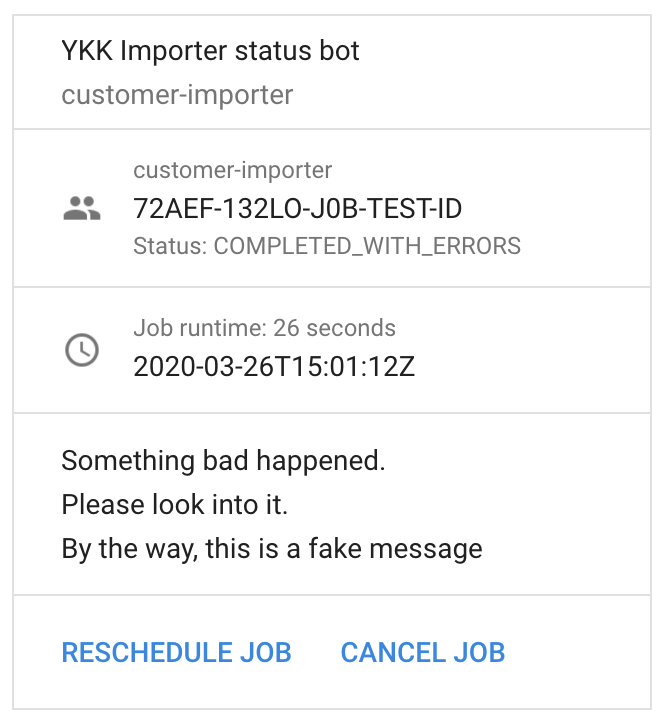 YKK Importer status bot
customer-importer
customer-importer
72AEF-132LO-J0B-TEST-ID
Status: COMPLETED_WITH_ERRORS
Job runtime: 26 seconds
2020-03-26T15:01:12Z
Something bad happened.
Please look into it.
By the way, this is a fake message
RESCHEDULE JOB CANCEL JOB